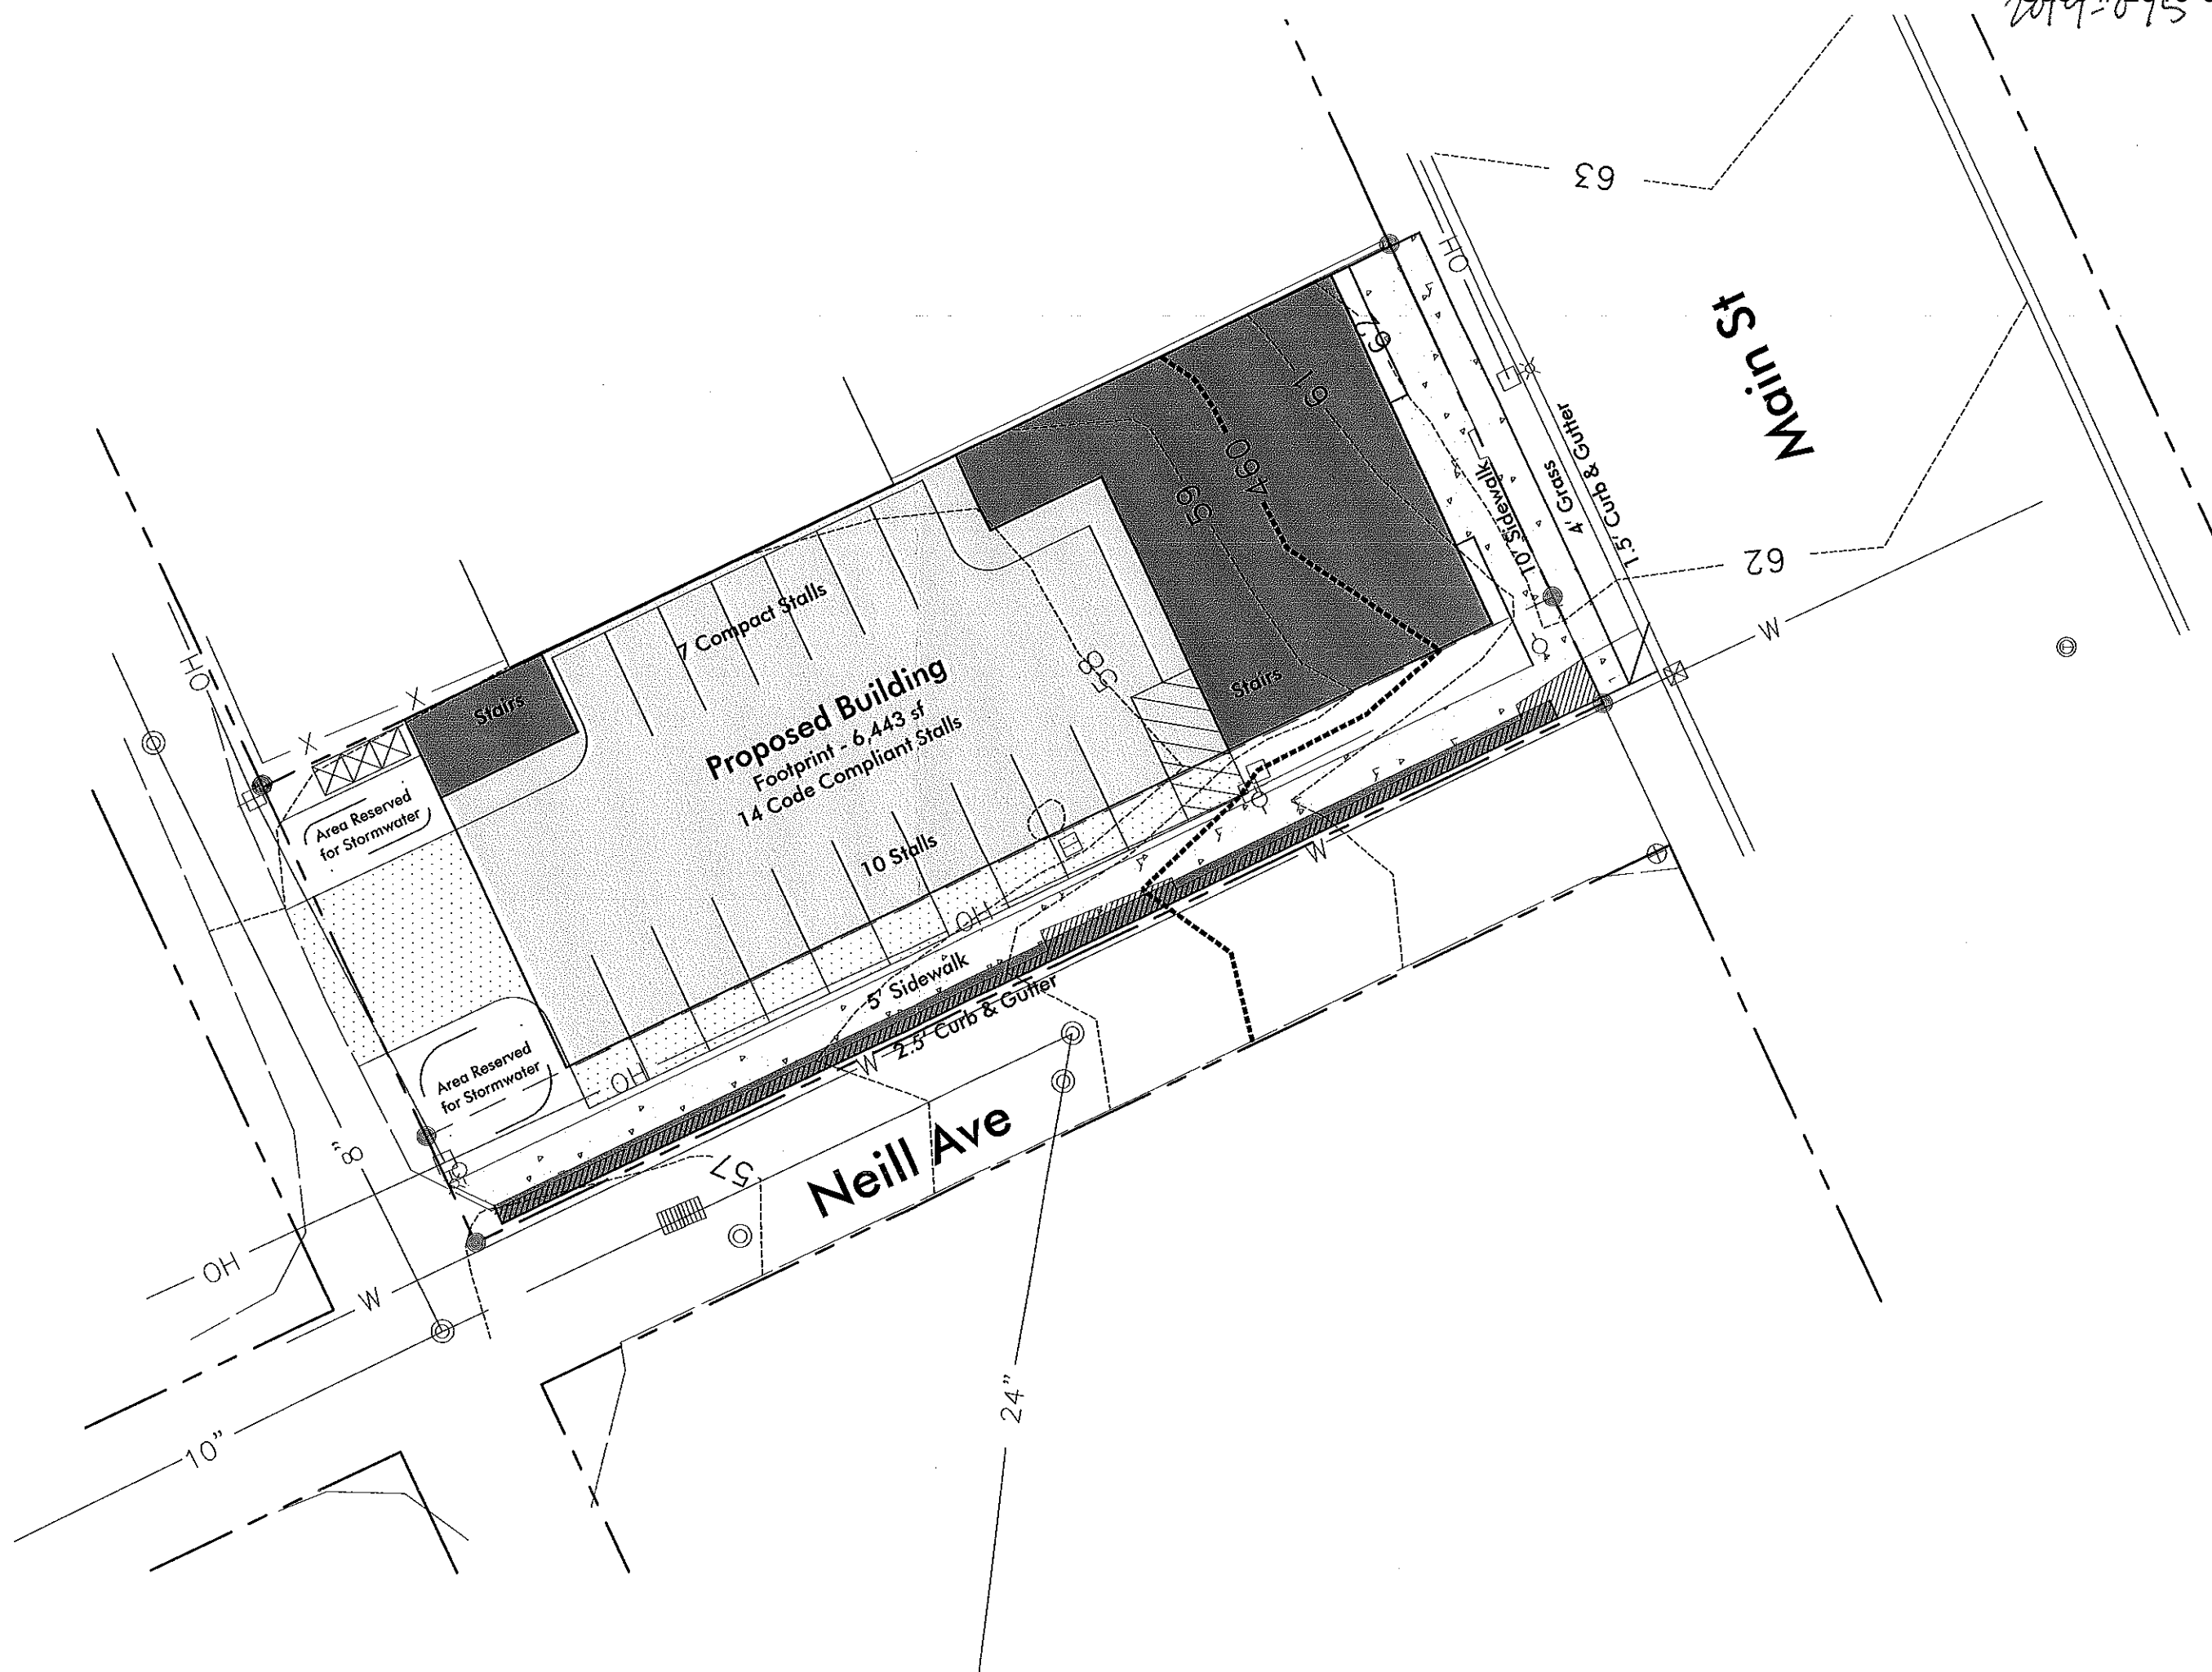 63
OH
Main St
62
61
460
59
58
62
10' Sidewalk
4' Grass
1.5' Curb & Gutter
W
OH
X
X
Stairs
7 Compact Stalls
Proposed Building
Footprint - 6,443 sf
14 Code Compliant Stalls
10 Stalls
Stairs
Area Reserved
for Stormwater
Area Reserved
for Stormwater
OH
OH
5' Sidewalk
2.5' Curb & Gutter
W
W
57
Neill Ave
8"
OH
W
10"
24"